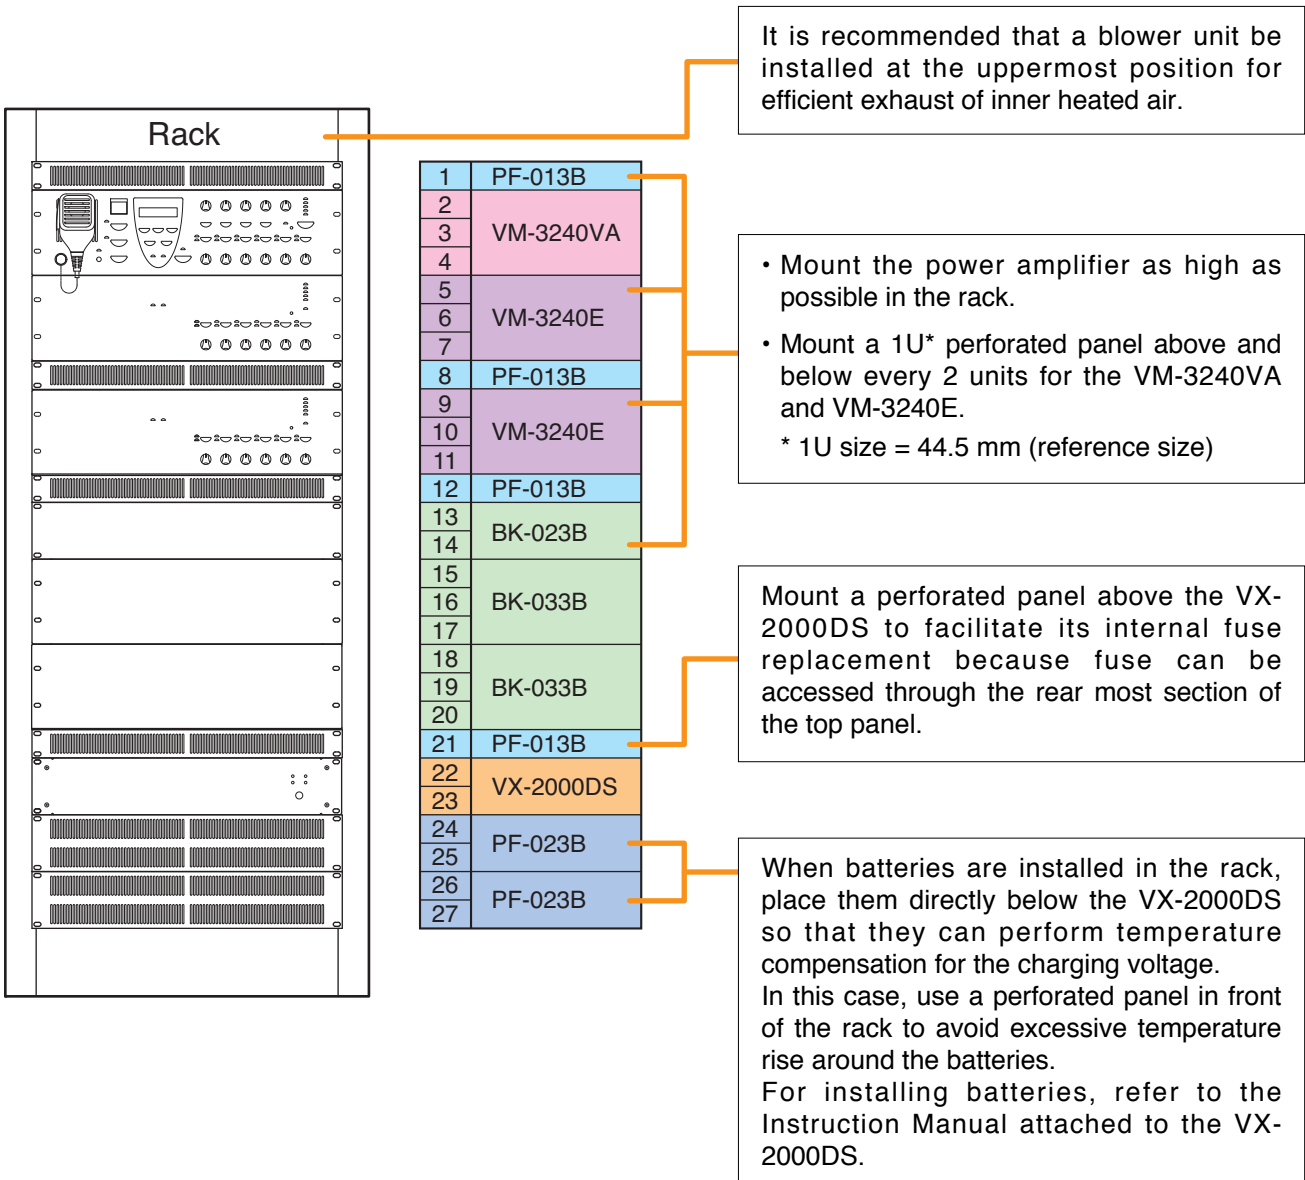 It is recommended that a blower unit be
installed at the uppermost position for
efficient exhaust of inner heated air.
Rack
1 PF-013B
2
3 VM-3240VA
4
5
6 VM-3240E
7
8 PF-013B
9
10 VM-3240E
11
12 PF-013B
13
BK-023B
14
15
16 BK-033B
17
18
19 BK-033B
20
21 PF-013B
22
VX-2000DS
23
24
PF-023B
25
26
PF-023B
27
• Mount the power amplifier as high as
possible in the rack.
• Mount a 1U* perforated panel above and
below every 2 units for the VM-3240VA
and VM-3240E.
* 1U size = 44.5 mm (reference size)
Mount a perforated panel above the VX-
2000DS to facilitate its internal fuse
replacement because fuse can be
accessed through the rear most section of
the top panel.
When batteries are installed in the rack,
place them directly below the VX-2000DS
so that they can perform temperature
compensation for the charging voltage.
In this case, use a perforated panel in front
of the rack to avoid excessive temperature
rise around the batteries.
For installing batteries, refer to the
Instruction Manual attached to the VX-
2000DS.